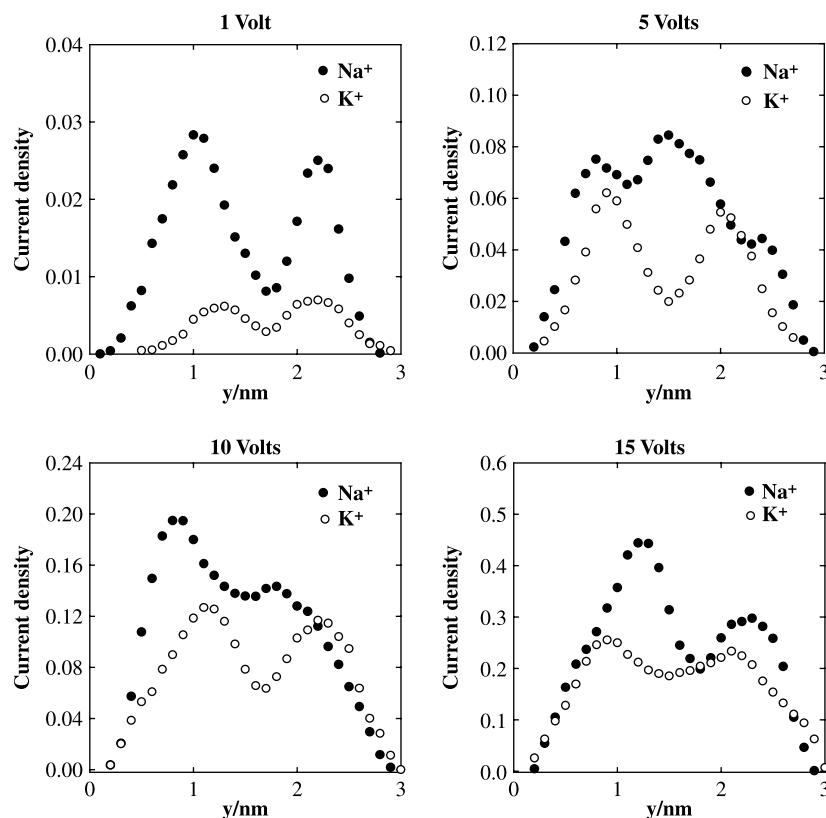 1 Volt
0.04
0.03
0.02
0.01
0.00
0
1
2
3
Current density
y/nm
Na⁺
K⁺
5 Volts
0.12
0.10
0.08
0.06
0.04
0.02
0.00
0
1
2
3
Current density
y/nm
Na⁺
K⁺
10 Volts
0.24
0.20
0.16
0.12
0.08
0.04
0.00
0
1
2
3
Current density
y/nm
Na⁺
K⁺
15 Volts
0.6
0.5
0.4
0.3
0.2
0.1
0.0
0
1
2
3
Current density
y/nm
Na⁺
K⁺